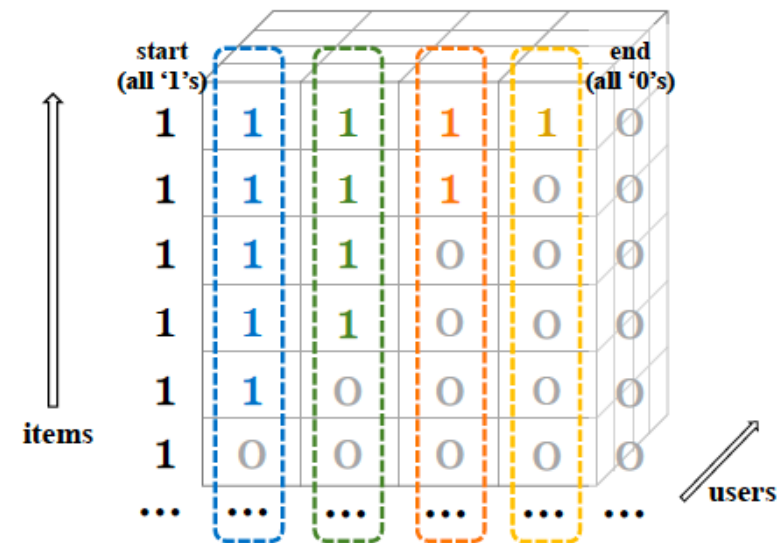 start end
(all ‘1’s) (all ‘0’s)
1 1 1 1 1 0
1 1 1 1 0 0
1 1 1 0 0 0
1 1 1 0 0 0
1 1 0 0 0 0
items
1 0 0 0 0 0
users
... ... ... ... ... ...